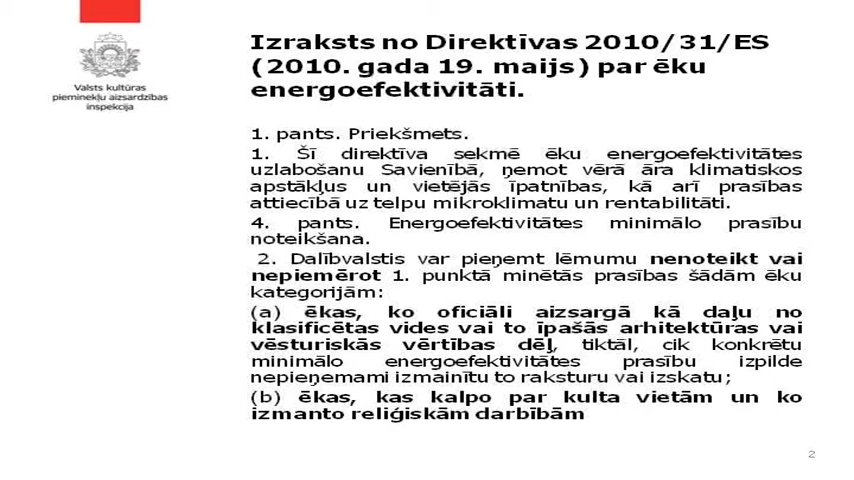 Valsts kultūras
pieminekļu aizsardzības
inspekcija
Izraksts no Direktīvas 2010/31/ES
(2010. gada 19. maijs) par ēku
energoefektivitāti.
1. pants. Priekšmets.
1. Šī direktīva sekmē ēku energoefektivitātes
uzlabošanu Savienībā, ņemot vērā āra klimatiskos
apstākļus un vietējās īpatnības, kā arī prasības
attiecībā uz telpu mikroklimatu un rentabilitāti.
4. pants. Energoefektivitātes minimālo prasību
noteikšana.
2. Dalībvalstis var pieņemt lēmumu nenoteikt vai
nepiemērot 1. punktā minētās prasības šādām ēku
kategorijām:
(a) ēkas, ko oficiāli aizsargā kā daļu no
klasificētas vides vai to īpašās arhitektūras vai
vēsturiskās vērtības dēļ, tiktāl, cik konkrētu
minimālo energoefektivitātes prasību izpilde
nepieņemami izmainītu to raksturu vai izskatu;
(b) ēkas, kas kalpo par kulta vietām un ko
izmanto reliģiskām darbībām
2